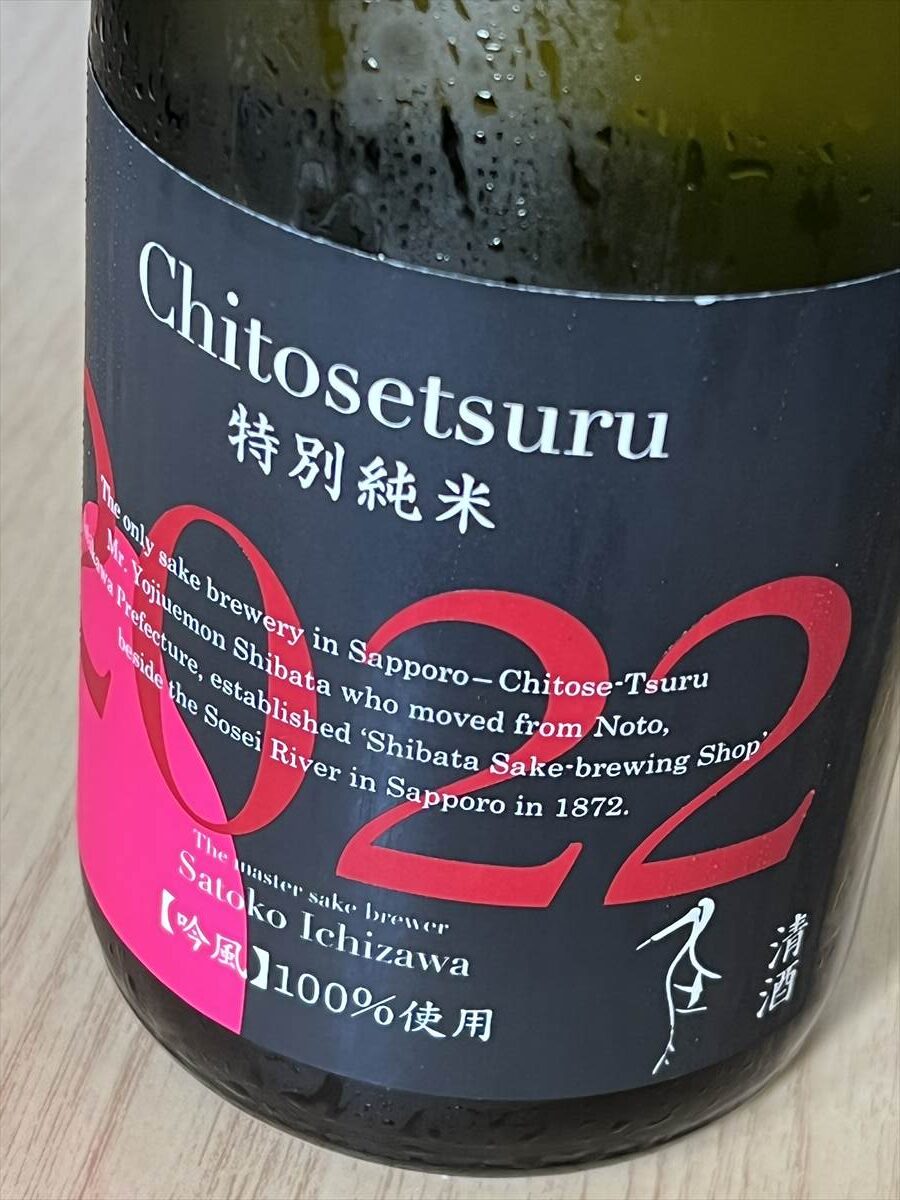 Chitosetsuru
特別純米
2022
The only sake brewery in Sapporo—Chitose-Tsuru
Mr. Yojiuemon Shibata who moved from Noto,
Prefecture, established ‘Shibata Sake-brewing Shop’
beside the Sosei River in Sapporo in 1872.
The master sake brewer
Satoko Ichizawa
【吟風】100%使用
清酒